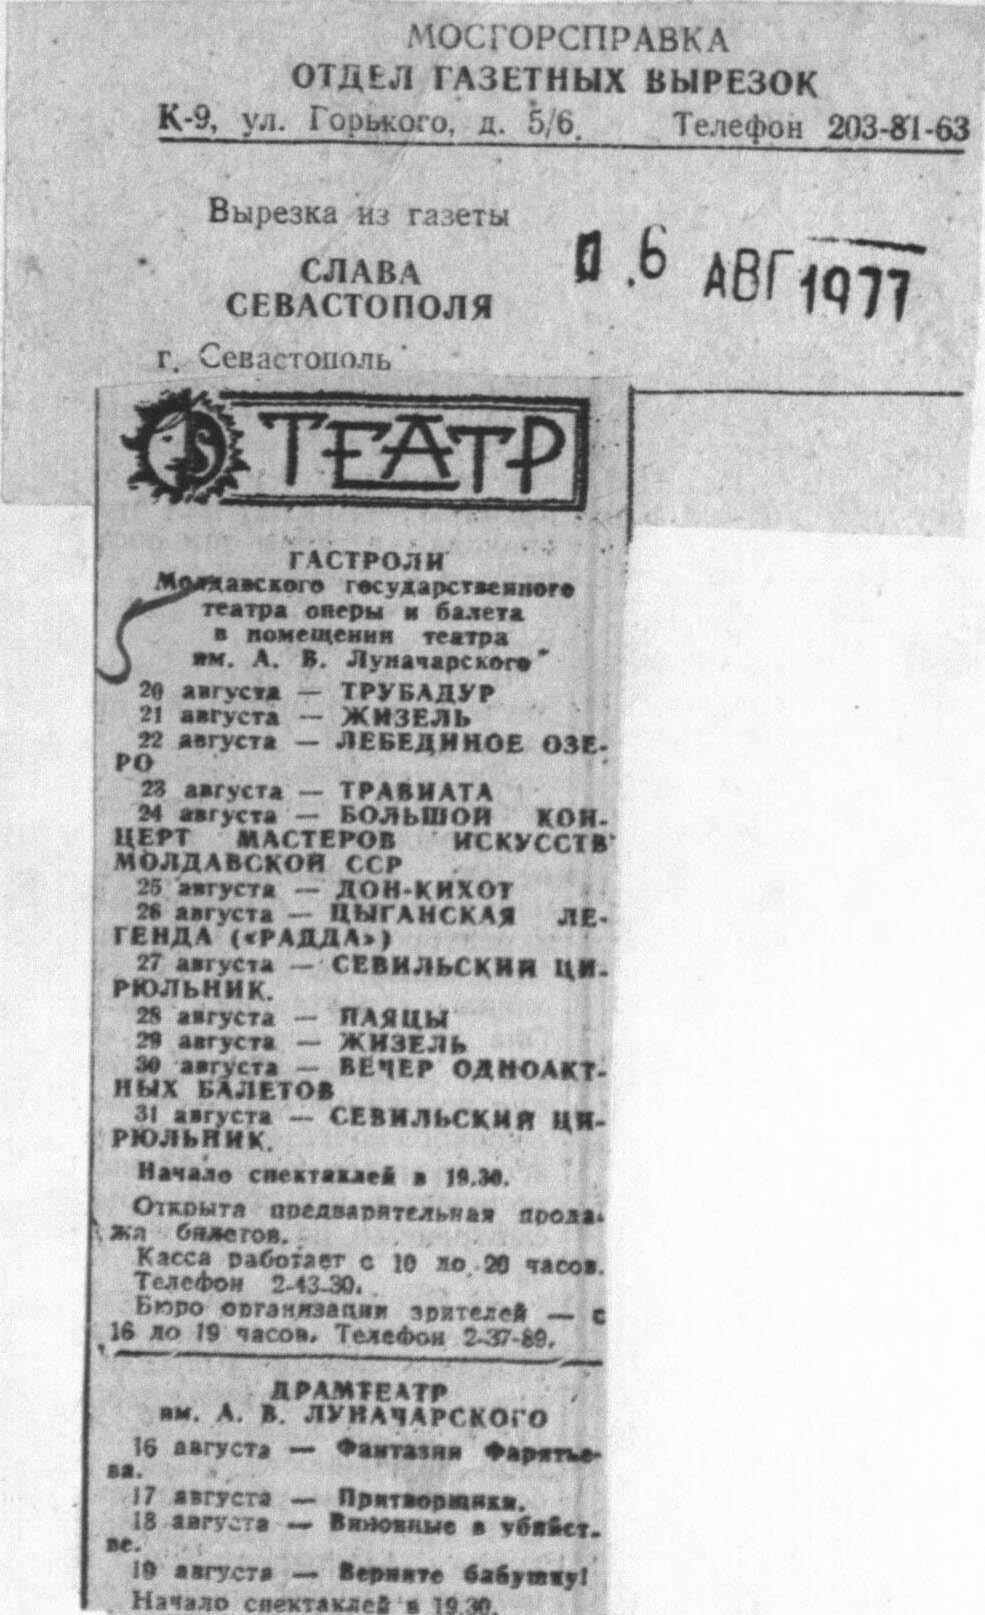 МОСГОРСПРАВКА
ОТДЕЛ ГАЗЕТНЫХ ВЫРЕЗОК
К-9, ул. Горького, д. 5/6. Телефон 203-81-63
Вырезка из газеты
СЛАВА
СЕВАСТОПОЛЯ
г. Севастополь
0.6 АВГ 1977
ТЕАТР
ГАСТРОЛИ
Молдавского государственного
театра оперы и балета
в помещении театра
им. А. В. Луначарского
20 августа — ТРУБАДУР
21 августа — ЖИЗЕЛЬ
22 августа — ЛЕБЕДИНОЕ ОЗЕ-
РО
23 августа — ТРАВИАТА
24 августа — БОЛЬШОЙ КОН-
ЦЕРТ МАСТЕРОВ ИСКУССТВ
МОЛДАВСКОЙ ССР
25 августа — ДОН-КИХОТ
26 августа — ЦЫГАНСКАЯ ЛЕ-
ГЕНДА («РАДДА»)
27 августа — СЕВИЛЬСКИЙ ЦИ-
РЮЛЬНИК.
28 августа — ПАЯЦЫ
29 августа — ЖИЗЕЛЬ
30 августа — ВЕЧЕР ОДНОАКТ-
НЫХ БАЛЕТОВ
31 августа — СЕВИЛЬСКИЙ ЦИ-
РЮЛЬНИК.
Начало спектаклей в 19.30.
Открыта предварительная прода-
жа билетов.
Касса работает с 10 до 20 часов.
Телефон 2-43-30.
Бюро организации зрителей — с
16 до 19 часов. Телефон 2-37-89.
ДРАМТЕАТР
им. А. В. ЛУНАЧАРСКОГО
16 августа — Фантазии Фарятье-
ва.
17 августа — Притворщики.
18 августа — Виновные в убийст-
ве.
19 августа — Верните бабушку!
Начало спектаклей в 19.30.